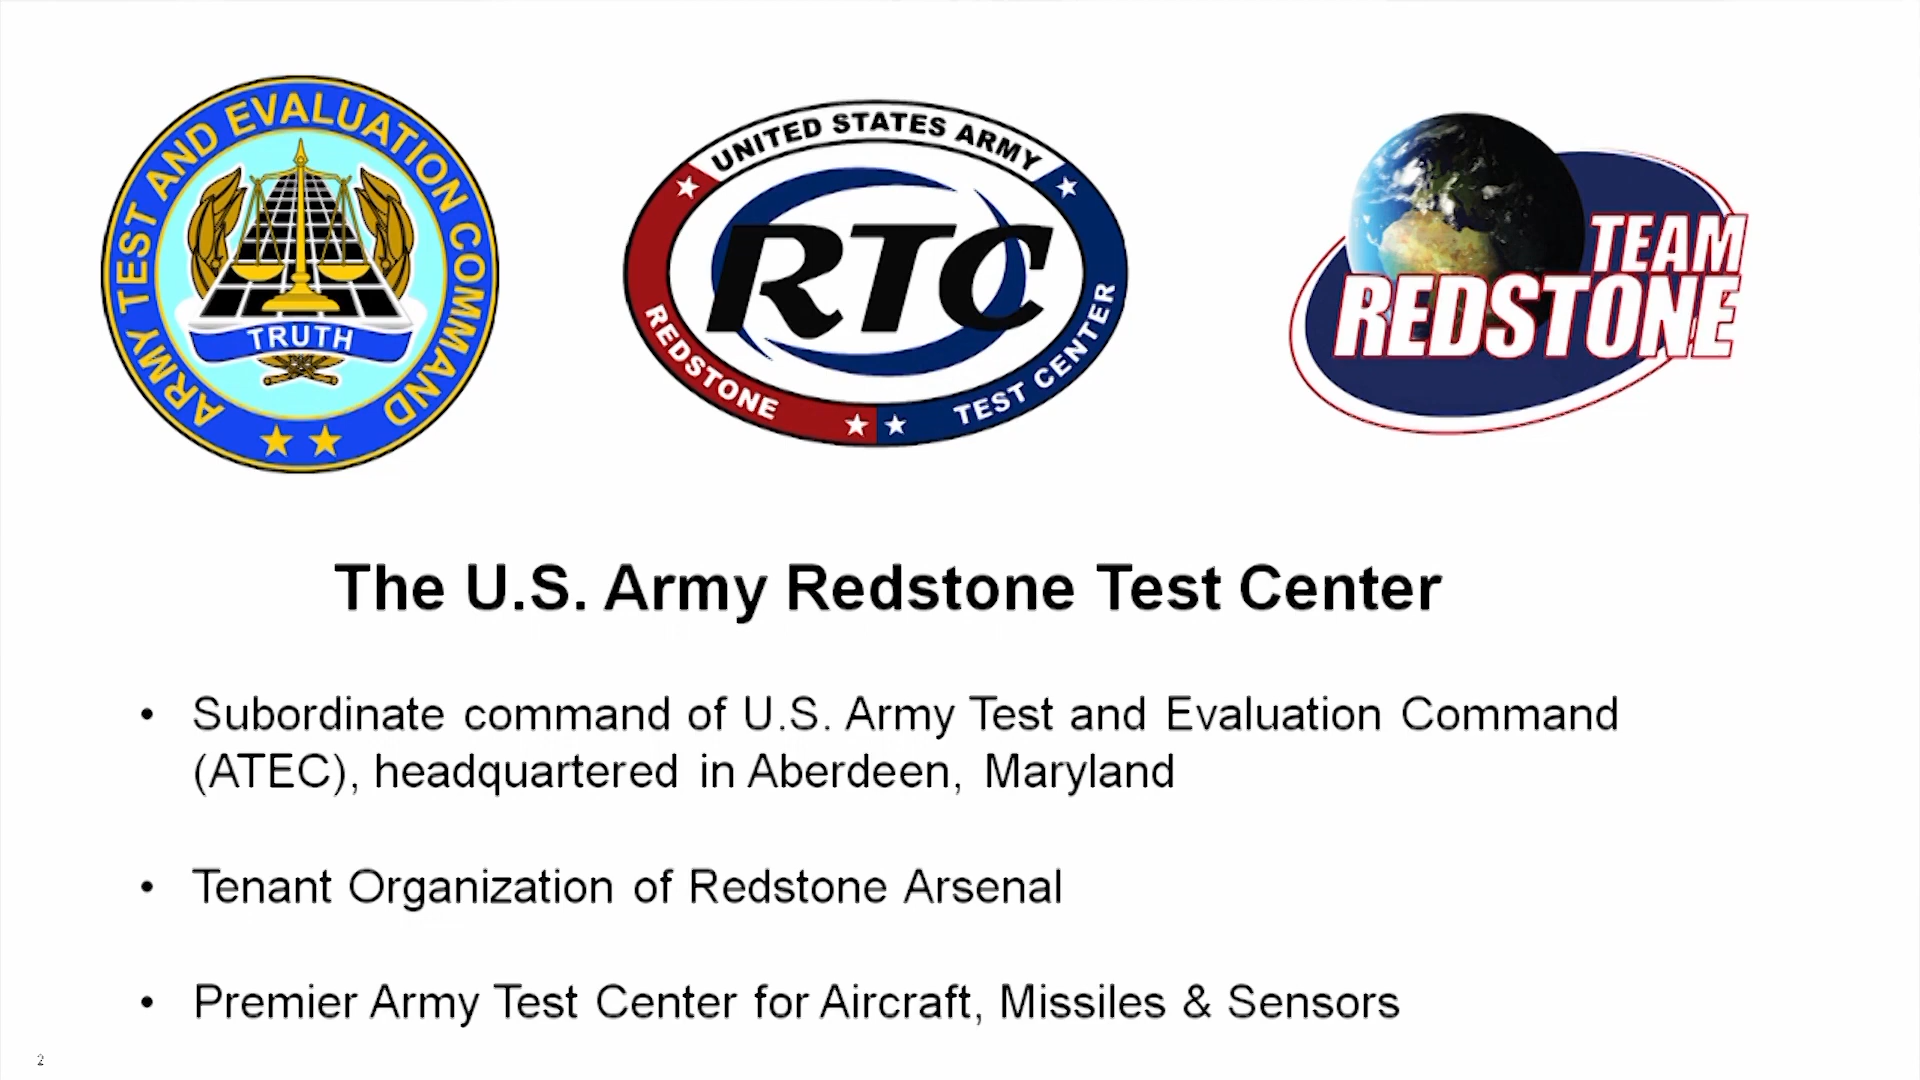 ARMY TEST AND EVALUATION COMMAND
TRUTH
UNITED STATES ARMY
RTC
REDSTONE
TEST CENTER
TEAM
REDSTONE
The U.S. Army Redstone Test Center
• Subordinate command of U.S. Army Test and Evaluation Command
(ATEC), headquartered in Aberdeen, Maryland
• Tenant Organization of Redstone Arsenal
• Premier Army Test Center for Aircraft, Missiles & Sensors
2